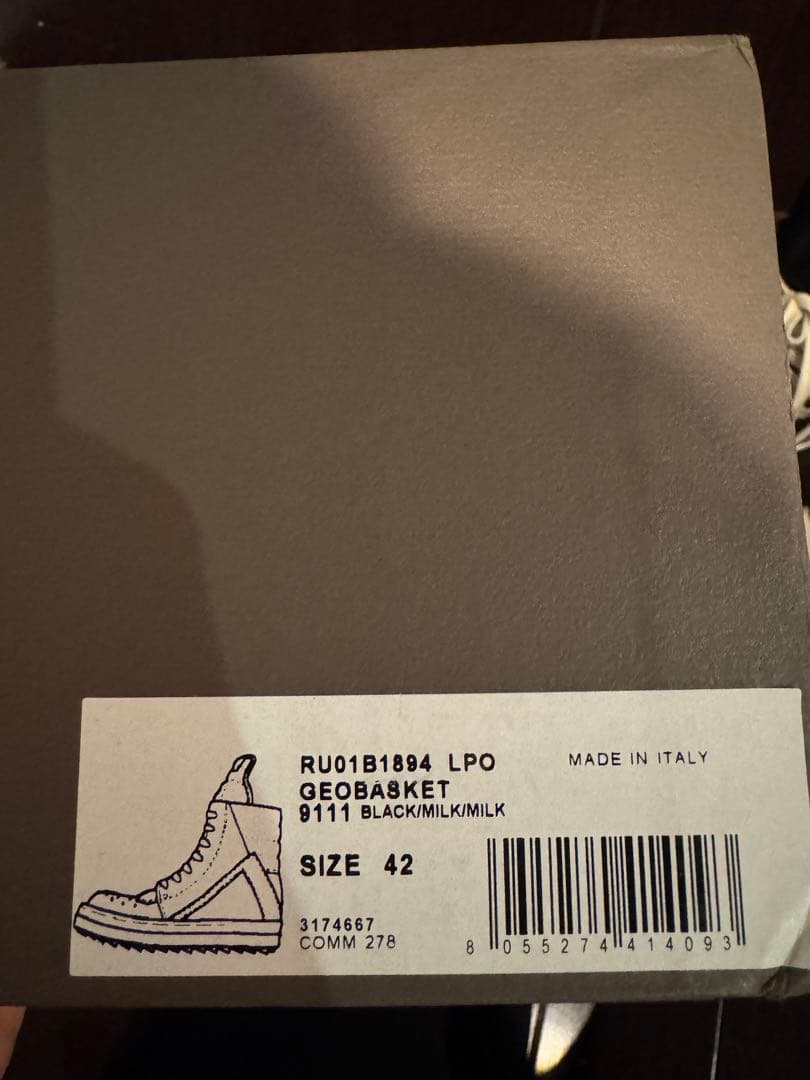 RU01B1894 LPO
MADE IN ITALY
GEOBASKET
9111 BLACK/MILK/MILK
SIZE 42
3174667
COMM 278
8 055274 414093